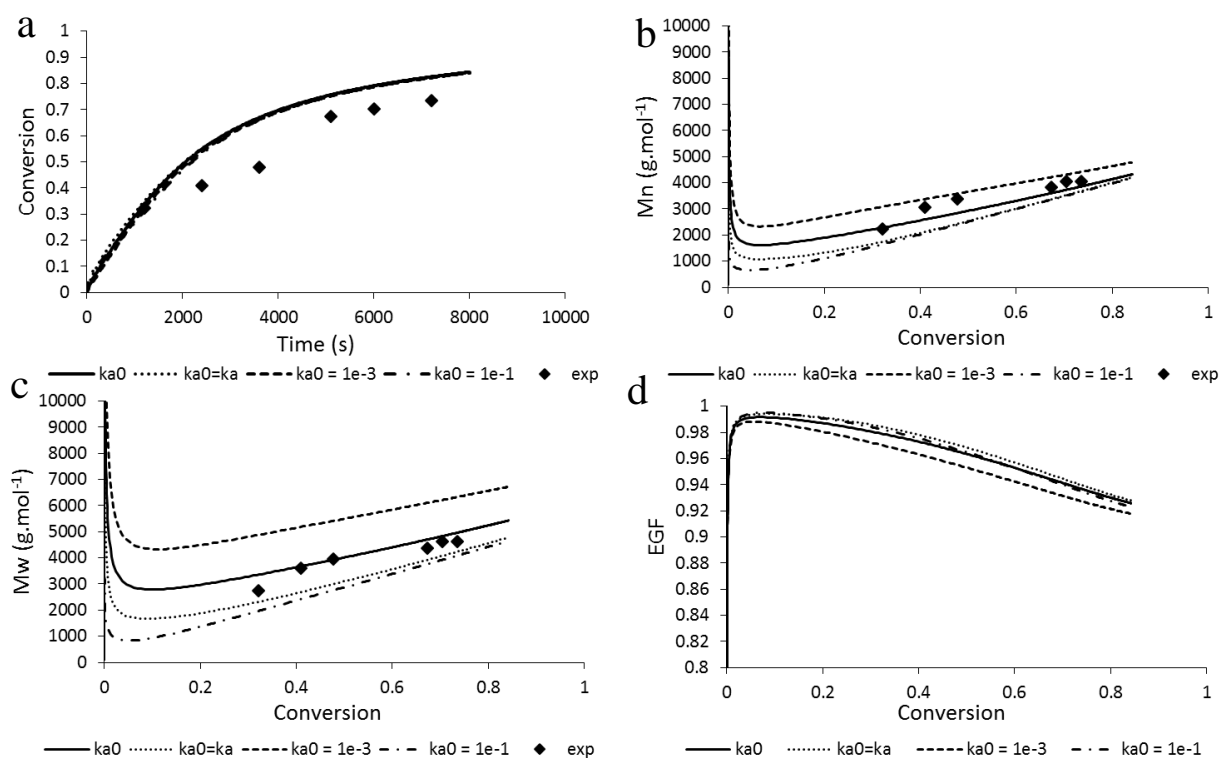 a
Conversion
1
0.9
0.8
0.7
0.6
0.5
0.4
0.3
0.2
0.1
0
0 2000 4000 6000 8000 10000
Time (s)
ka0 ka0=ka ka0 = 1e-3 ka0 = 1e-1 exp
b
Mn (g.mol⁻¹)
10000
9000
8000
7000
6000
5000
4000
3000
2000
1000
0
0 0.2 0.4 0.6 0.8 1
Conversion
ka0 ka0=ka ka0 = 1e-3 ka0 = 1e-1 exp
c
Mw (g.mol⁻¹)
10000
9000
8000
7000
6000
5000
4000
3000
2000
1000
0
0 0.2 0.4 0.6 0.8 1
Conversion
ka0 ka0=ka ka0 = 1e-3 ka0 = 1e-1 exp
d
EGF
1
0.98
0.96
0.94
0.92
0.9
0.88
0.86
0.84
0.82
0.8
0 0.2 0.4 0.6 0.8 1
Conversion
ka0 ka0=ka ka0 = 1e-3 ka0 = 1e-1